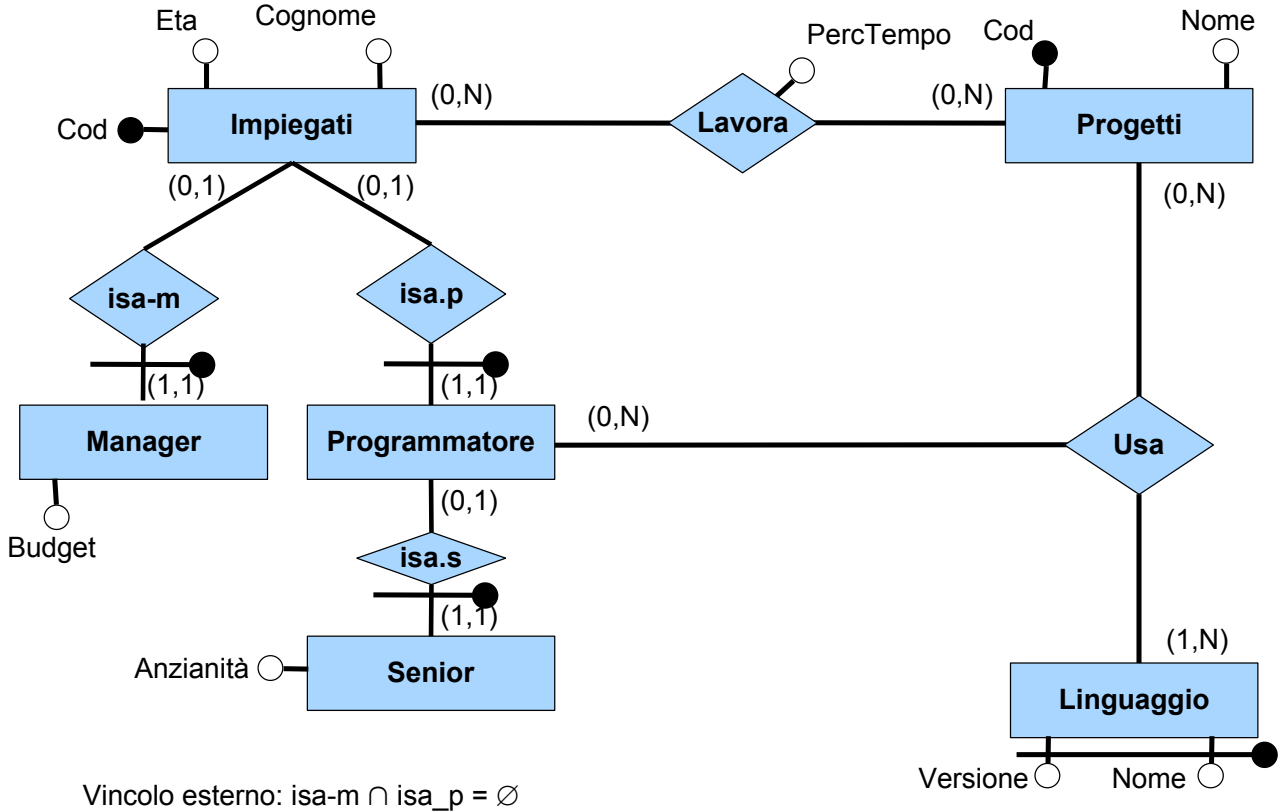 Eta
Cognome
PercTempo
Cod
Nome
Cod
Impiegati
(0,N)
Lavora
(0,N)
Progetti
(0,1)
(0,1)
(0,N)
isa-m
isa.p
(1,1)
(1,1)
Manager
Programmatore
(0,N)
Usa
Budget
(0,1)
isa.s
(1,1)
(1,N)
Anzianità
Senior
Linguaggio
Versione
Nome
Vincolo esterno: isa-m ∩ isa_p = ∅